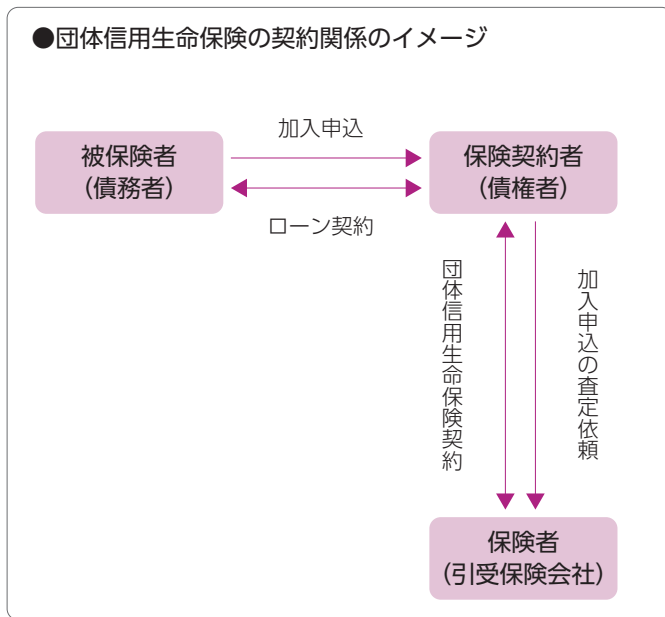 ●団体信用生命保険の契約関係のイメージ
加入申込
被保険者
(債務者)
保険契約者
(債権者)
ローン契約
団体信用生命保険契約
加入申込の査定依頼
保険者
(引受保険会社)